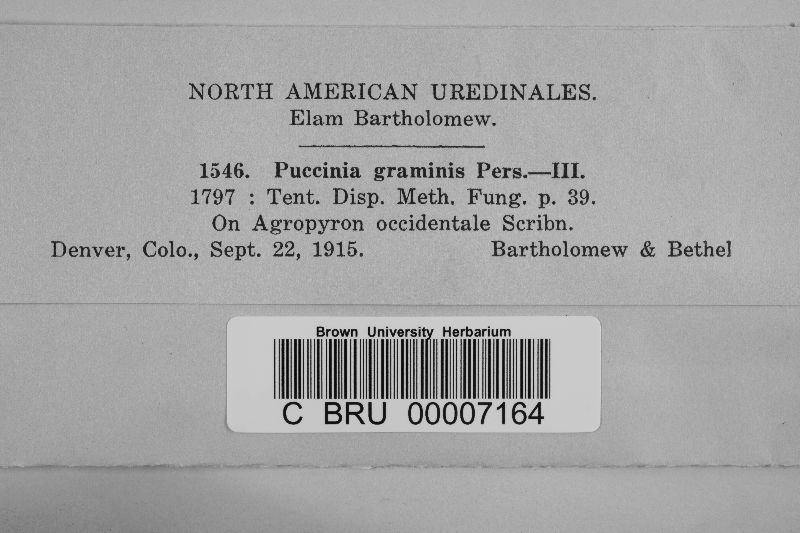 NORTH AMERICAN UREDINALES.
Elam Bartholomew.
1546. Puccinia graminis Pers.—III.
1797 : Tent. Disp. Meth. Fung. p. 39.
On Agropyron occidentale Scribn.
Denver, Colo., Sept. 22, 1915. Bartholomew & Bethel
Brown University Herbarium
C BRU 00007164